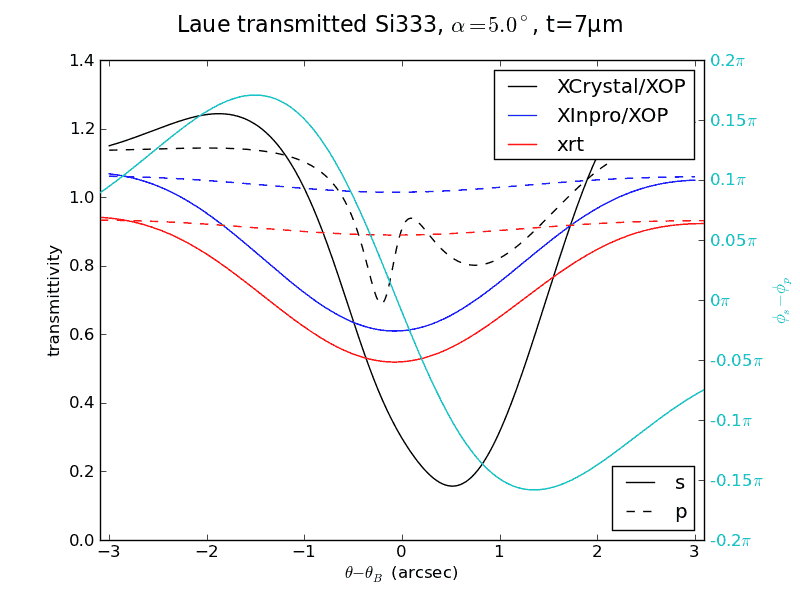 Laue transmitted Si333, α=5.0°, t=7μm
XCrystal/XOP
XInpro/XOP
xrt
s
p
transmittivity
1.4
1.2
1.0
0.8
0.6
0.4
0.2
0.0
0.2π
0.15π
0.1π
0.05π
0π
-0.05π
-0.1π
-0.15π
-0.2π
ϕs−ϕp
−3
−2
−1
0
1
2
3
θ−θB (arcsec)